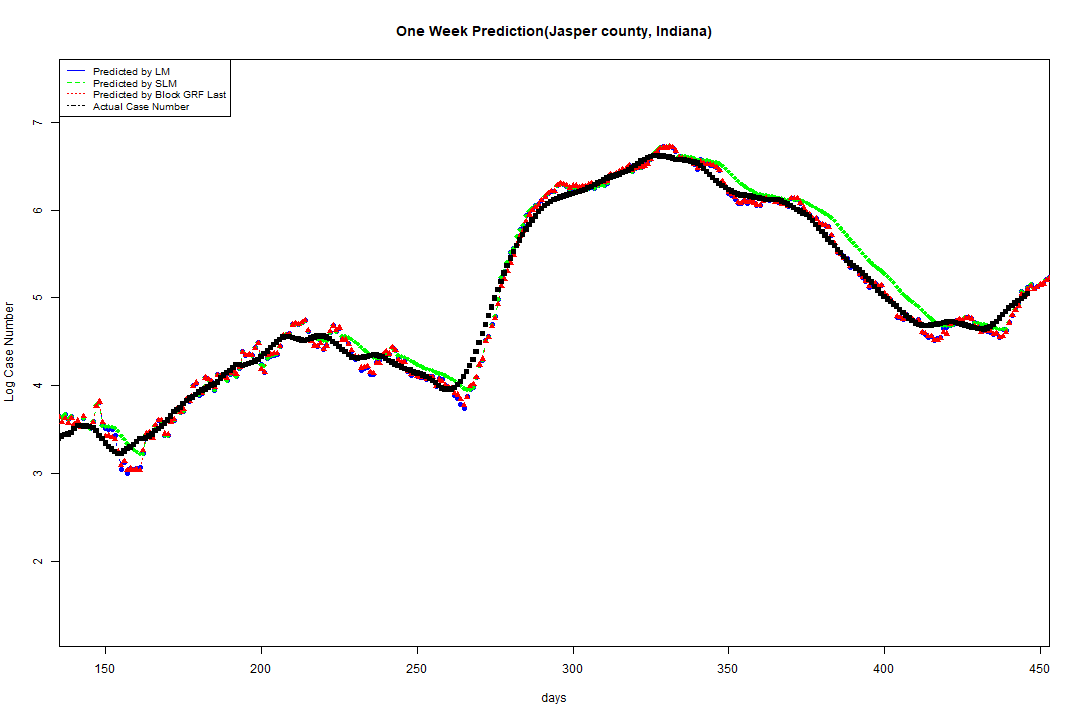 One Week Prediction(Jasper county, Indiana)
Predicted by LM
Predicted by SLM
Predicted by Block GRF Last
Actual Case Number
7
6
5
4
3
2
Log Case Number
150 200 250 300 350 400 450
days